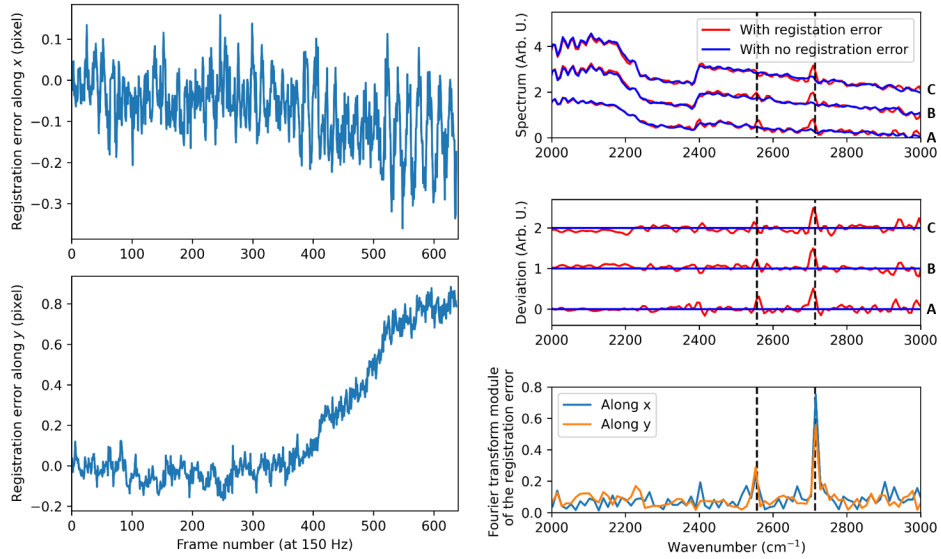 Registration error along x (pixel)
0.1
0.0
−0.1
−0.2
−0.3
0 100 200 300 400 500 600
Registration error along y (pixel)
0.8
0.6
0.4
0.2
0.0
−0.2
0 100 200 300 400 500 600
Frame number (at 150 Hz)
Spectrum (Arb. U.)
4
2
0
With registation error
With no registration error
C
B
A
2000 2200 2400 2600 2800 3000
Deviation (Arb. U.)
2
1
0
C
B
A
2000 2200 2400 2600 2800 3000
Fourier transform module
of the registration error
0.8
0.6
0.4
0.2
0.0
Along x
Along y
2000 2200 2400 2600 2800 3000
Wavenumber (cm⁻¹)